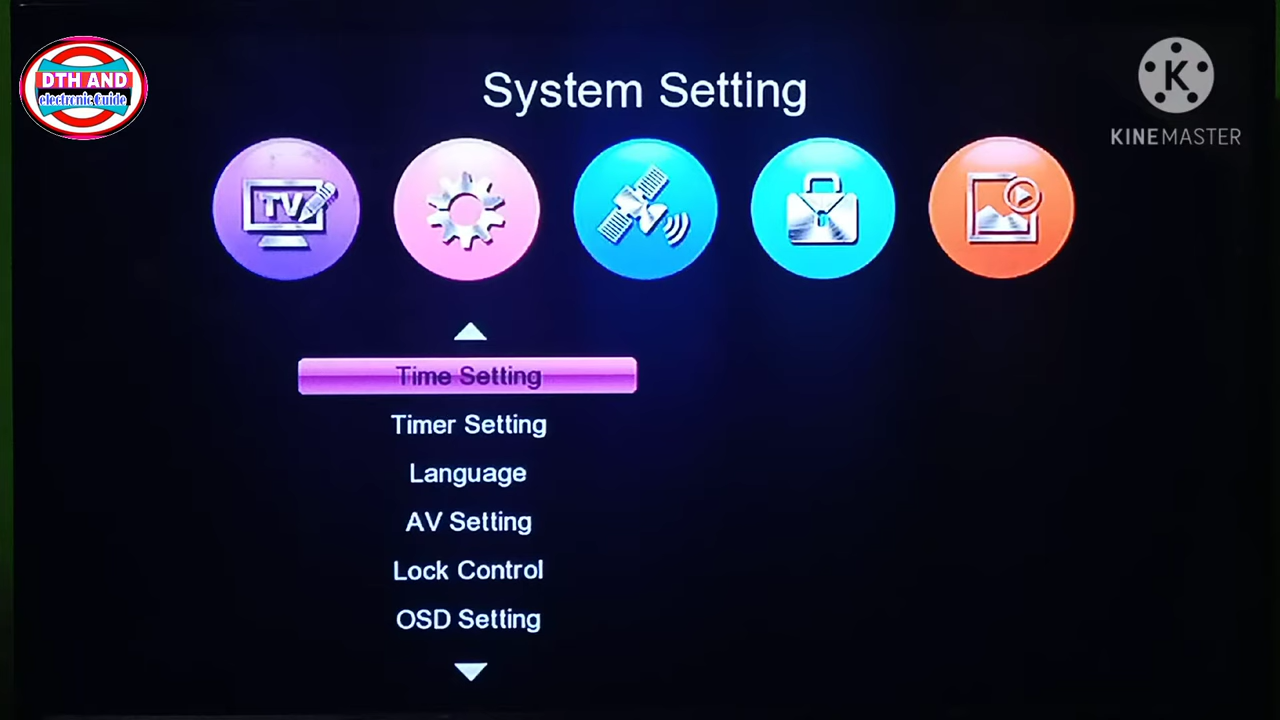 DTH AND
electronic Guide
System Setting
K
KINEMASTER
TV
Time Setting
Timer Setting
Language
AV Setting
Lock Control
OSD Setting